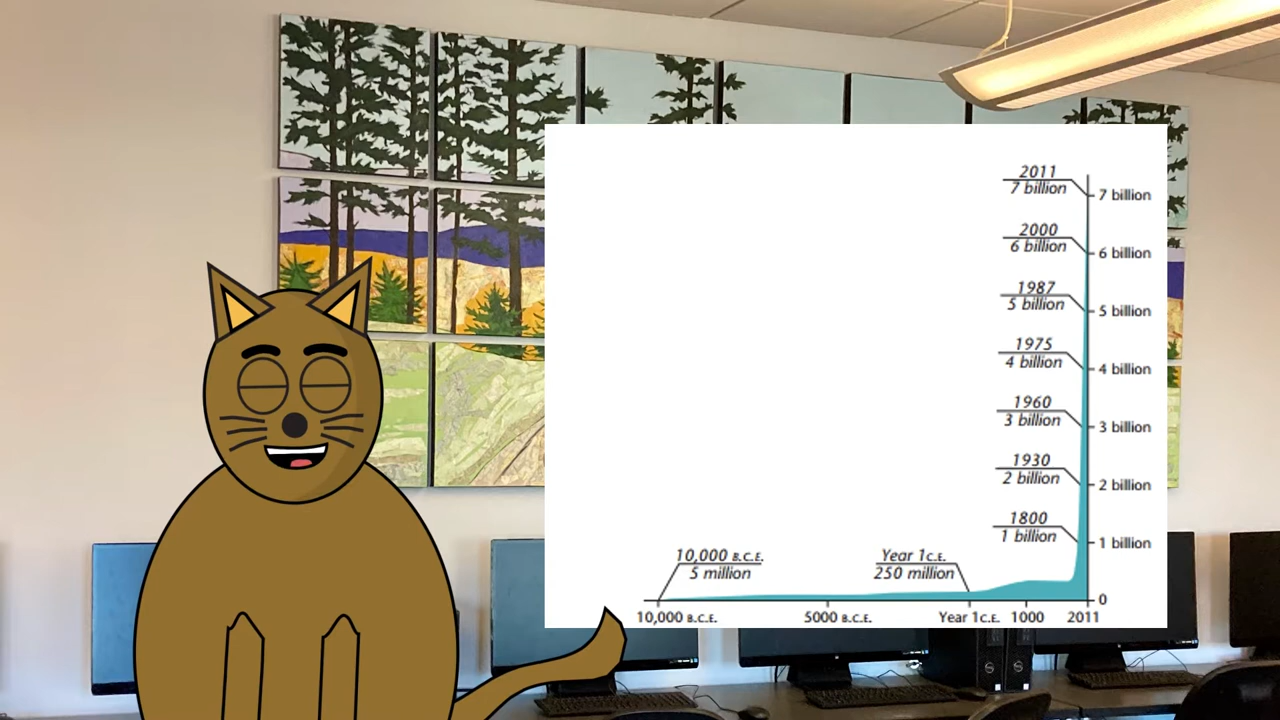 2011
7 billion
7 billion
2000
6 billion
6 billion
1987
5 billion
5 billion
1975
4 billion
4 billion
1960
3 billion
3 billion
1930
2 billion
2 billion
1800
1 billion
1 billion
10,000 B.C.E.
5 million
Year 1C.E.
250 million
0
10,000 B.C.E. 5000 B.C.E. Year 1C.E. 1000 2011